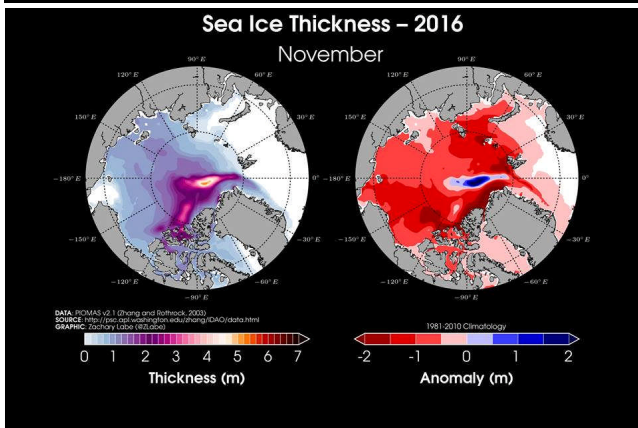 Sea Ice Thickness – 2016
November
90°E
120°E
60°E
150°E
30°E
-180°E
0°
-150°E
-30°E
-120°E
-60°E
-90°E
90°E
120°E
60°E
150°E
30°E
-180°E
0°
-150°E
-30°E
-120°E
-60°E
-90°E
DATA: PIOMAS v2.1 (Zhang and Rothrock, 2003)
SOURCE: http://psc.apl.washington.edu/zhang/IDAO/data.html
GRAPHIC: Zachary Labe (@ZLabe)
0 1 2 3 4 5 6 7
Thickness (m)
1981-2010 Climatology
-2 -1 0 1 2
Anomaly (m)